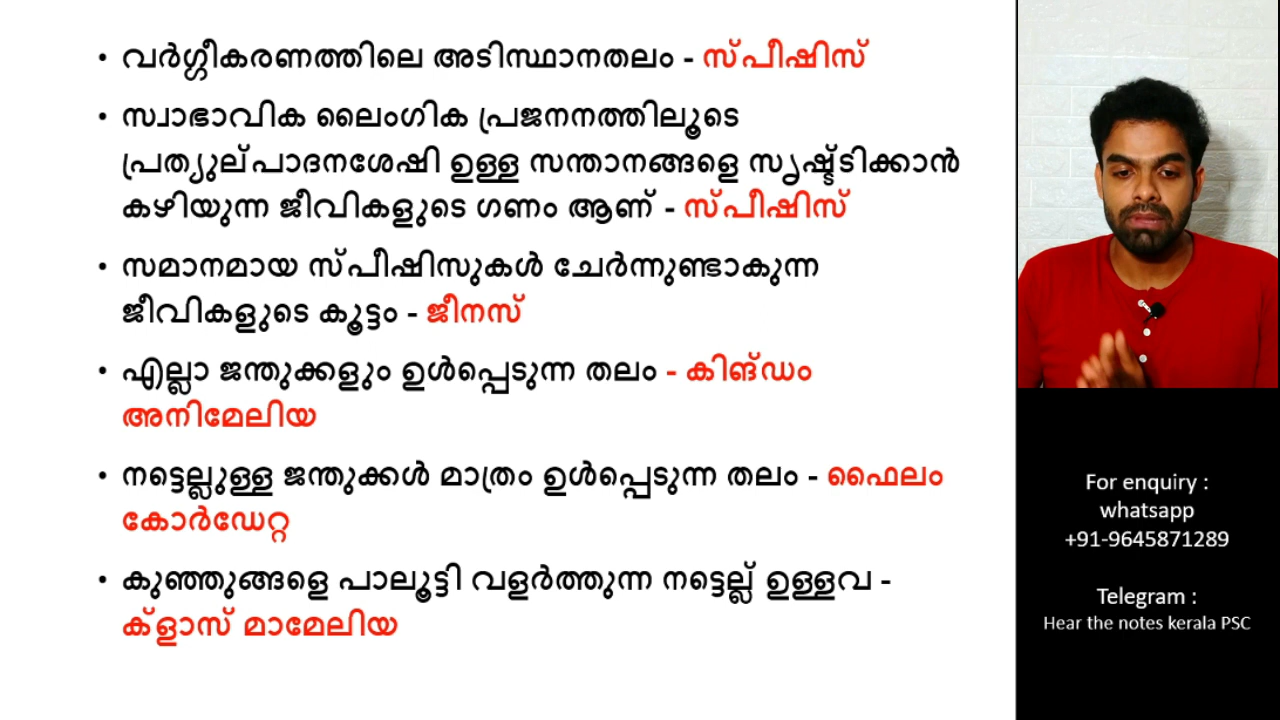 • വർഗ്ഗീകരണത്തിലെ അടിസ്ഥാനതലം - സ്പീഷിസ്
• സ്വാഭാവിക ലൈംഗിക പ്രജനനത്തിലൂടെ
പ്രത്യുല്പാദനശേഷി ഉള്ള സന്താനങ്ങളെ സൃഷ്ട്ടിക്കാൻ
കഴിയുന്ന ജീവികളുടെ ഗണം ആണ് - സ്പീഷിസ്
• സമാനമായ സ്പീഷിസുകൾ ചേർന്നുണ്ടാകുന്ന
ജീവികളുടെ കൂട്ടം - ജീനസ്
• എല്ലാ ജന്തുക്കളും ഉൾപ്പെടുന്ന തലം - കിങ്ഡം
അനിമേലിയ
• നട്ടെല്ലുള്ള ജന്തുക്കൾ മാത്രം ഉൾപ്പെടുന്ന തലം - ഫൈലം
കോർഡേറ്റ
• കുഞ്ഞുങ്ങളെ പാലൂട്ടി വളർത്തുന്ന നട്ടെല്ല് ഉള്ളവ -
ക്ളാസ് മാമേലിയ
For enquiry :
whatsapp
+91-9645871289
Telegram :
Hear the notes kerala PSC